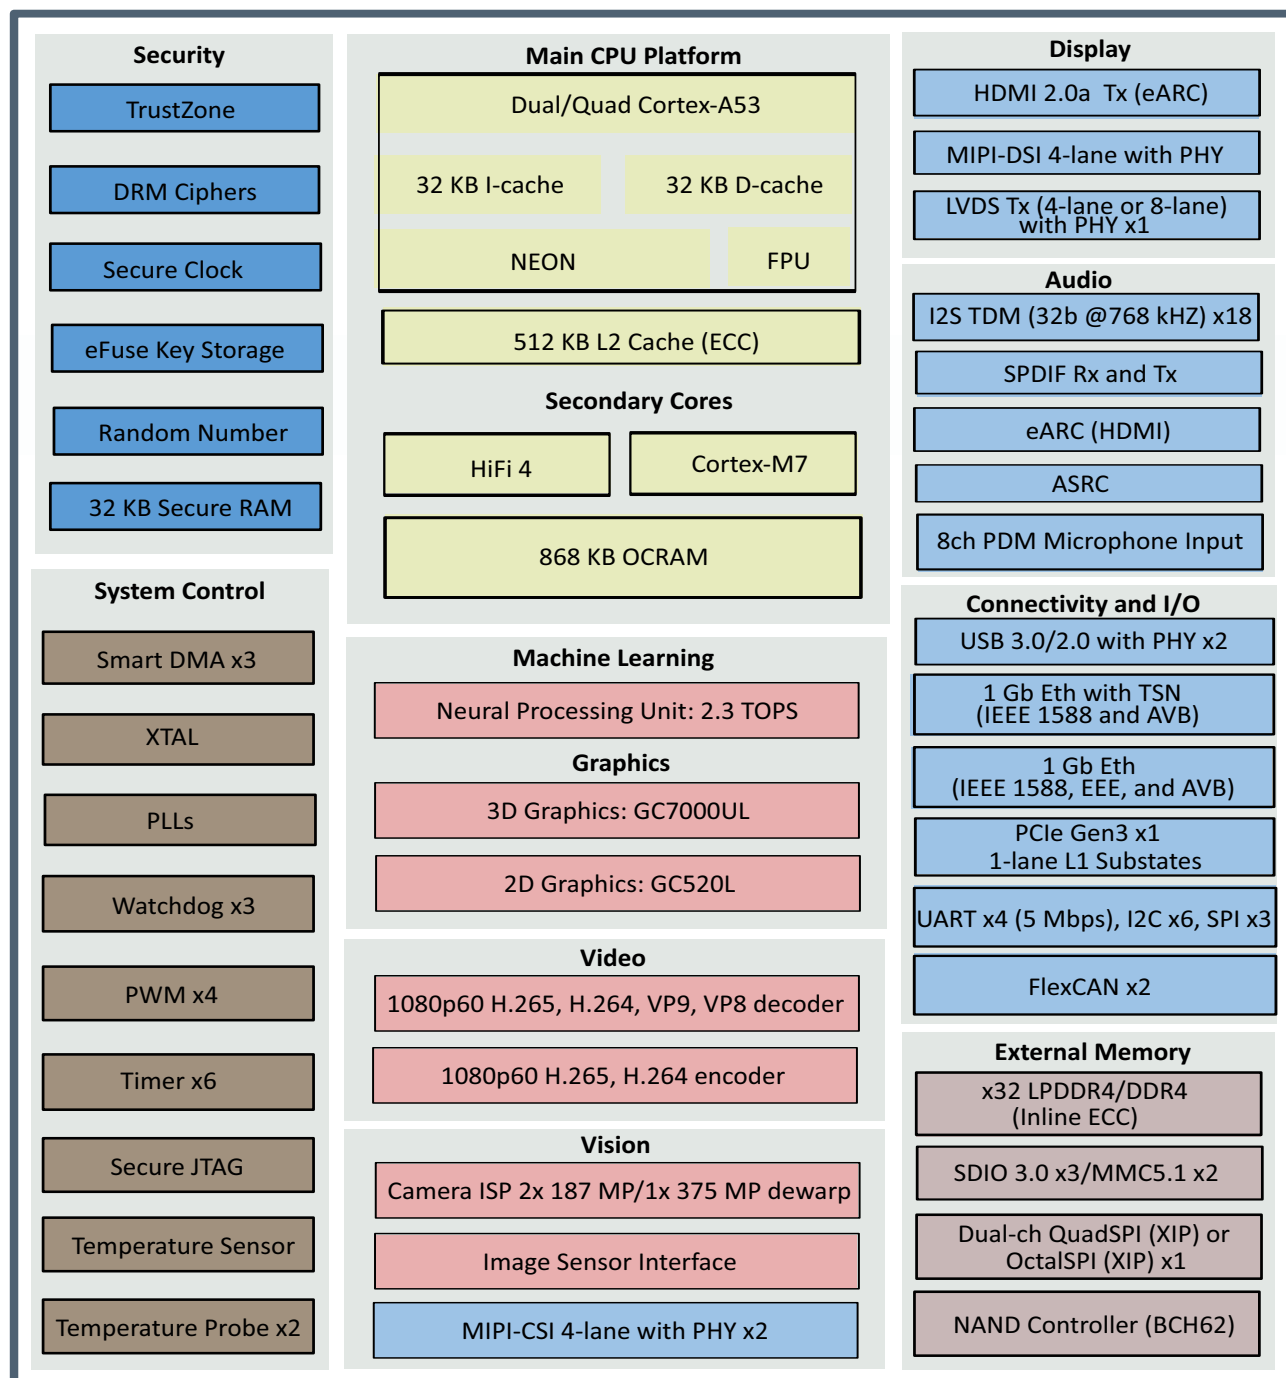 Security
TrustZone
DRM Ciphers
Secure Clock
eFuse Key Storage
Random Number
32 KB Secure RAM
System Control
Smart DMA x3
XTAL
PLLs
Watchdog x3
PWM x4
Timer x6
Secure JTAG
Temperature Sensor
Temperature Probe x2
Main CPU Platform
Dual/Quad Cortex-A53
32 KB I-cache
32 KB D-cache
NEON
FPU
512 KB L2 Cache (ECC)
Secondary Cores
HiFi 4
Cortex-M7
868 KB OCRAM
Machine Learning
Neural Processing Unit: 2.3 TOPS
Graphics
3D Graphics: GC7000UL
2D Graphics: GC520L
Video
1080p60 H.265, H.264, VP9, VP8 decoder
1080p60 H.265, H.264 encoder
Vision
Camera ISP 2x 187 MP/1x 375 MP dewarp
Image Sensor Interface
MIPI-CSI 4-lane with PHY x2
Display
HDMI 2.0a Tx (eARC)
MIPI-DSI 4-lane with PHY
LVDS Tx (4-lane or 8-lane)
with PHY x1
Audio
I2S TDM (32b @768 kHZ) x18
SPDIF Rx and Tx
eARC (HDMI)
ASRC
8ch PDM Microphone Input
Connectivity and I/O
USB 3.0/2.0 with PHY x2
1 Gb Eth with TSN
(IEEE 1588 and AVB)
1 Gb Eth
(IEEE 1588, EEE, and AVB)
PCIe Gen3 x1
1-lane L1 Substates
UART x4 (5 Mbps), I2C x6, SPI x3
FlexCAN x2
External Memory
x32 LPDDR4/DDR4
(Inline ECC)
SDIO 3.0 x3/MMC5.1 x2
Dual-ch QuadSPI (XIP) or
OctalSPI (XIP) x1
NAND Controller (BCH62)